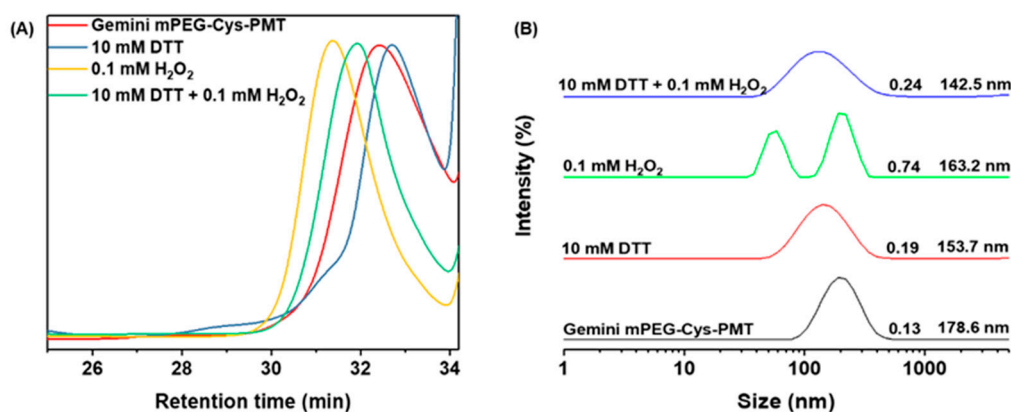 (A)
Gemini mPEG-Cys-PMT
10 mM DTT
0.1 mM H₂O₂
10 mM DTT + 0.1 mM H₂O₂
26 28 30 32 34
Retention time (min)
(B)
Intensity (%)
10 mM DTT + 0.1 mM H₂O₂ 0.24 142.5 nm
0.1 mM H₂O₂ 0.74 163.2 nm
10 mM DTT 0.19 153.7 nm
Gemini mPEG-Cys-PMT 0.13 178.6 nm
1 10 100 1000
Size (nm)